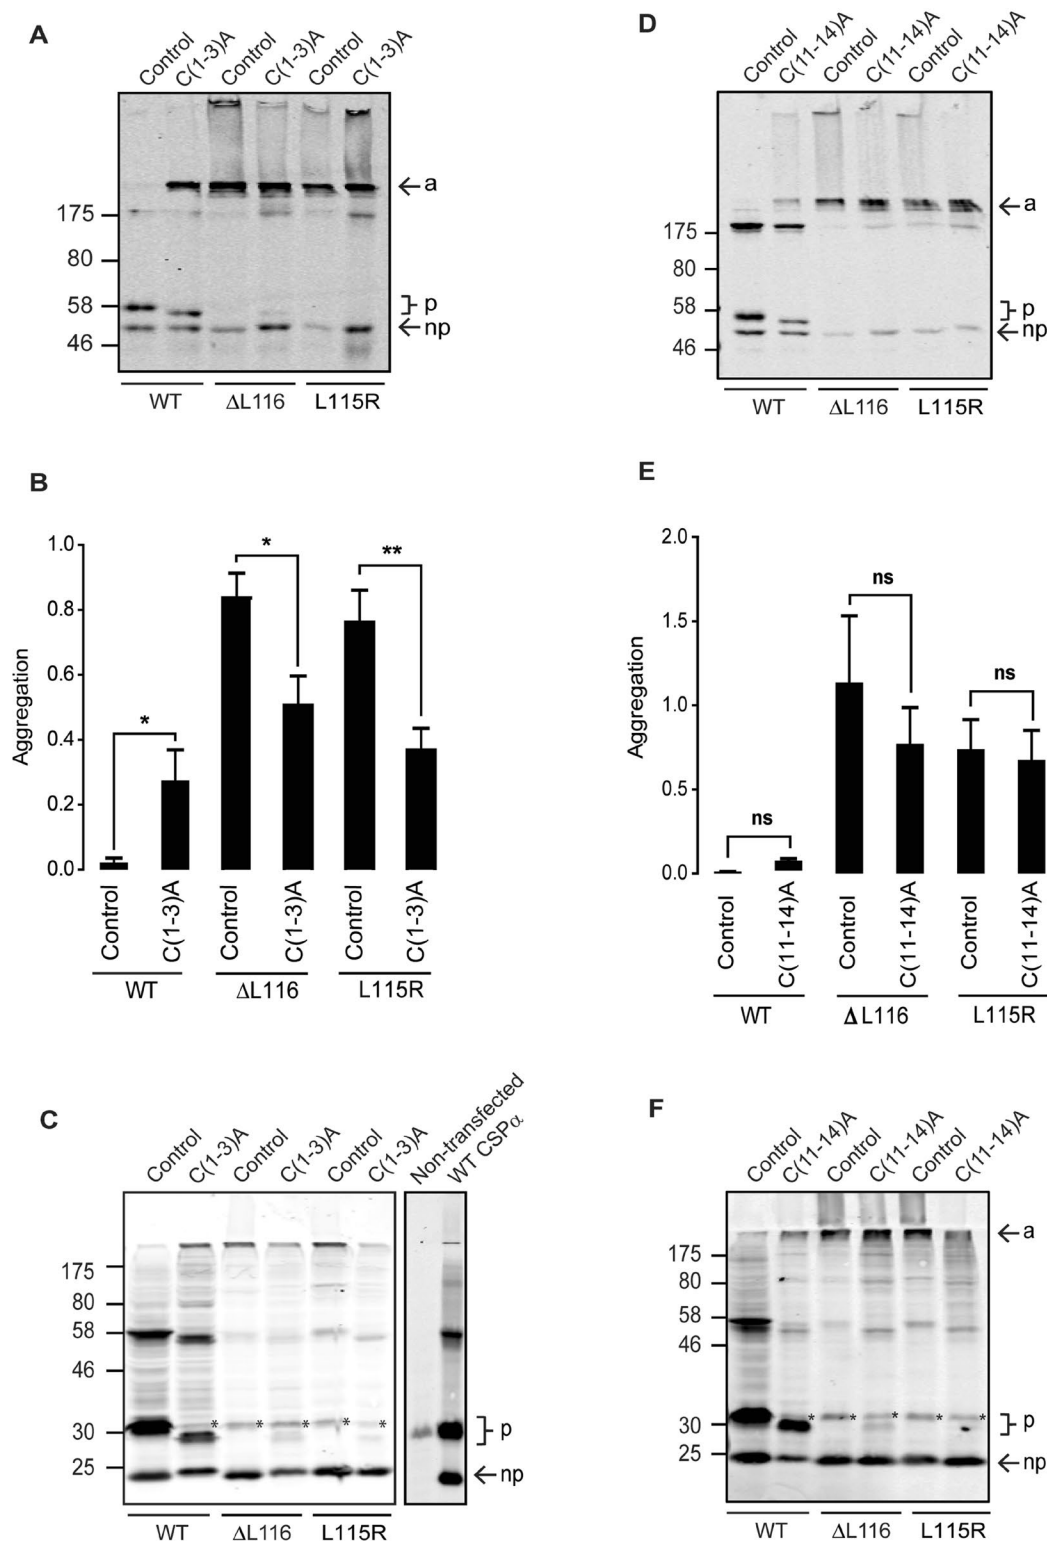 A
Control
C(1-3)A
Control
C(1-3)A
Control
C(1-3)A
175
80
58
46
a
p
np
WT
ΔL116
L115R
D
Control
C(11-14)A
Control
C(11-14)A
Control
C(11-14)A
175
80
58
46
a
p
np
WT
ΔL116
L115R
B
Aggregation
1.0
0.8
0.6
0.4
0.2
0.0
*
*
**
Control
C(1-3)A
Control
C(1-3)A
Control
C(1-3)A
WT
ΔL116
L115R
E
Aggregation
2.0
1.5
1.0
0.5
0.0
ns
ns
ns
Control
C(11-14)A
Control
C(11-14)A
Control
C(11-14)A
WT
Δ L116
L115R
C
Control
C(1-3)A
Control
C(1-3)A
Control
C(1-3)A
Non-transfected
WT CSPα
175
80
58
46
30
25
* * * * *
p
np
WT
ΔL116
L115R
F
Control
C(11-14)A
Control
C(11-14)A
Control
C(11-14)A
175
80
58
46
30
25
* * * * *
a
p
np
WT
ΔL116
L115R